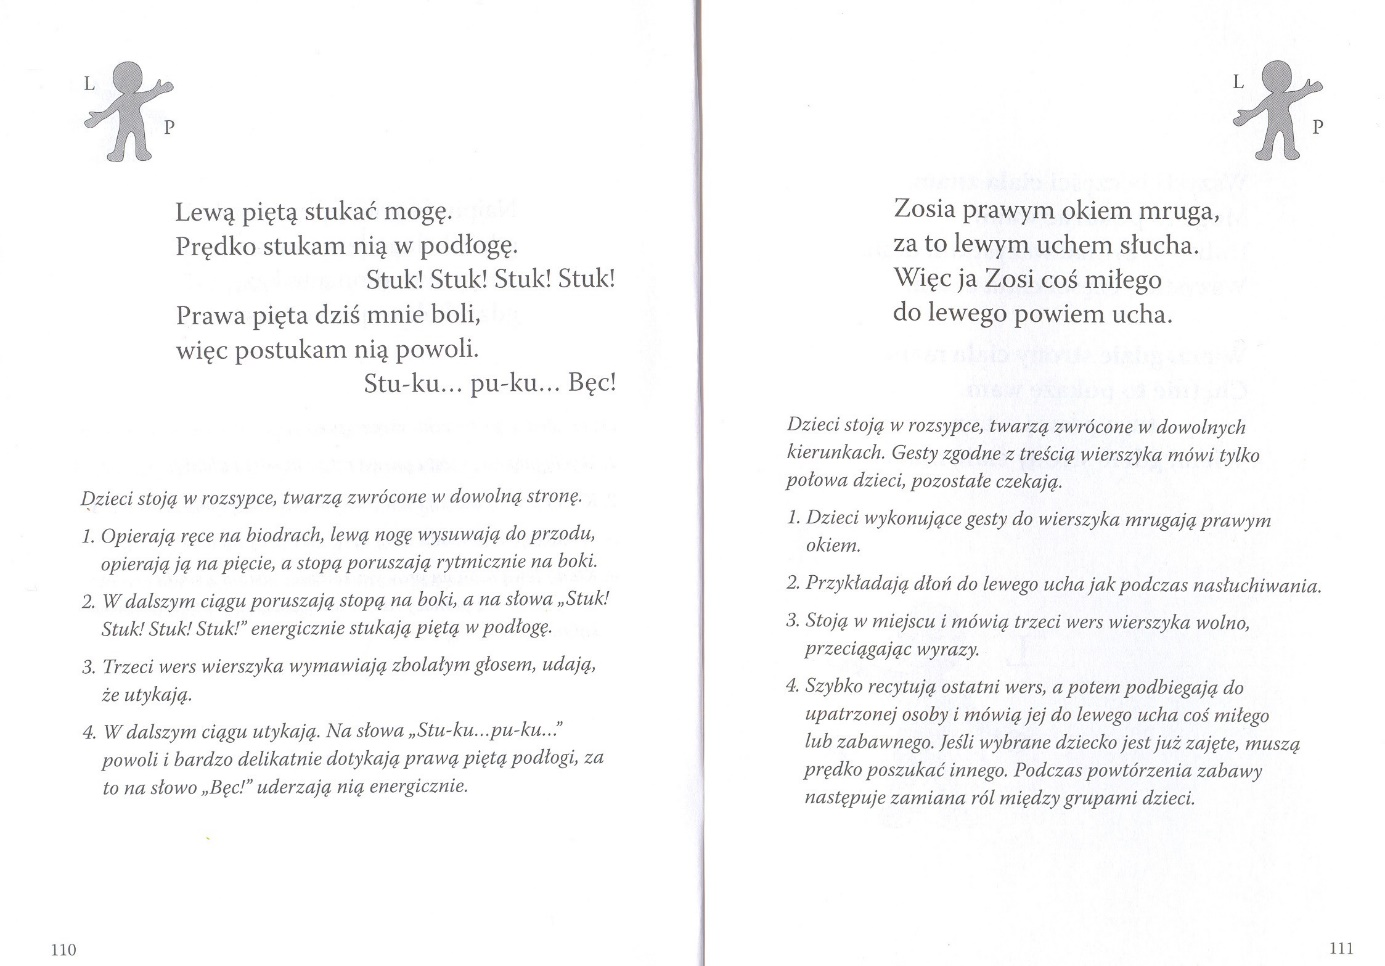 L
P
Lewą piętą stukać mogę.
Prędko stukam nią w podłogę.
Stuk! Stuk! Stuk! Stuk!
Prawa pięta dziś mnie boli,
więc postukam nią powoli.
Stu-ku... pu-ku... Bęc!
Dzieci stoją w rozsypce, twarzą zwrócone w dowolną stronę.
1. Opierają ręce na biodrach, lewą nogę wysuwają do przodu,
opierają ją na pięcie, a stopą poruszają rytmicznie na boki.
2. W dalszym ciągu poruszają stopą na boki, a na słowa „Stuk!
Stuk! Stuk! Stuk!” energicznie stukają piętą w podłogę.
3. Trzeci wers wierszyka wymawiają zbolałym głosem, udają,
że utykają.
4. W dalszym ciągu utykają. Na słowa „Stu-ku...pu-ku...”
powoli i bardzo delikatnie dotykają prawą piętą podłogi, za
to na słowo „Bęc!” uderzają nią energicznie.
110
L
P
Zosia prawym okiem mruga,
za to lewym uchem słucha.
Więc ja Zosi coś miłego
do lewego powiem ucha.
Dzieci stoją w rozsypce, twarzą zwrócone w dowolnych
kierunkach. Gesty zgodne z treścią wierszyka mówi tylko
połowa dzieci, pozostałe czekają.
1. Dzieci wykonujące gesty do wierszyka mrugają prawym
okiem.
2. Przykładają dłoń do lewego ucha jak podczas nasłuchiwania.
3. Stoją w miejscu i mówią trzeci wers wierszyka wolno,
przeciągając wyrazy.
4. Szybko recytują ostatni wers, a potem podbiegają do
upatrzonej osoby i mówią jej do lewego ucha coś miłego
lub zabawnego. Jeśli wybrane dziecko jest już zajęte, muszą
prędko poszukać innego. Podczas powtórzenia zabawy
następuje zamiana ról między grupami dzieci.
111